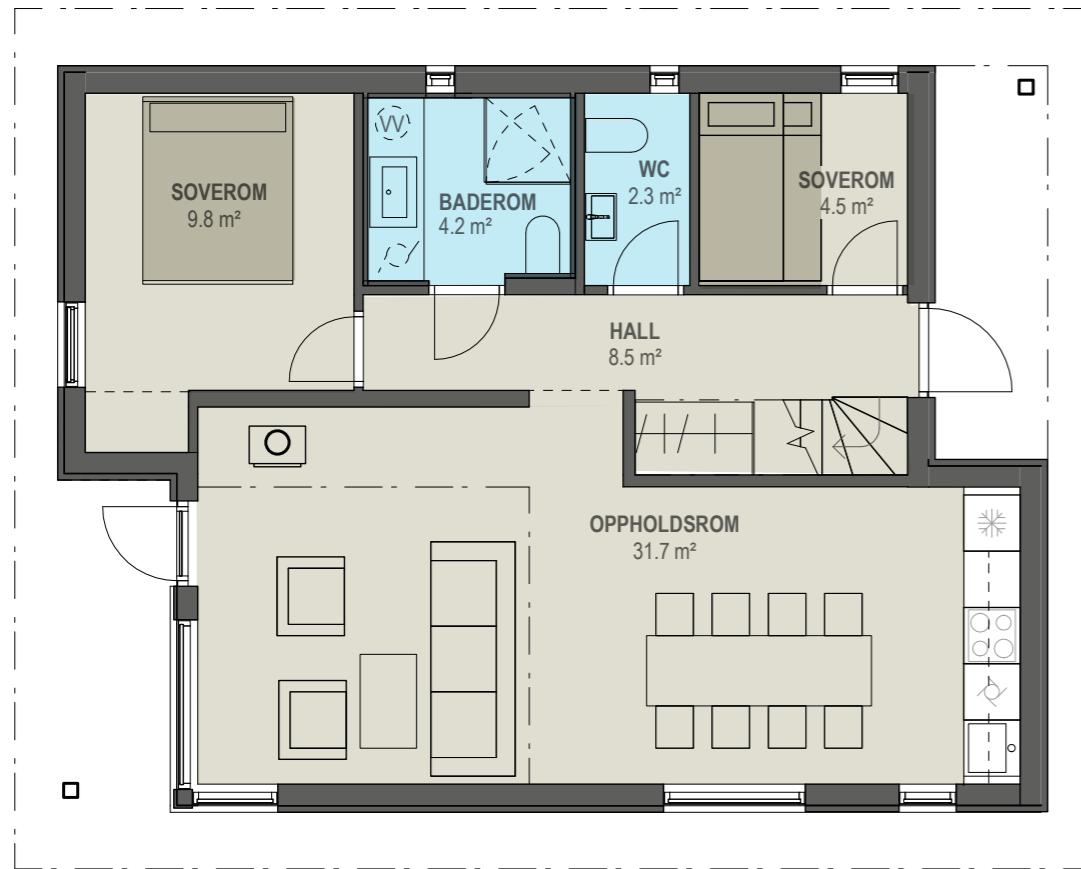 VV
SOVEROM
9.8 m²
BADEROM
4.2 m²
WC
2.3 m²
SOVEROM
4.5 m²
HALL
8.5 m²
OPPHOLDSROM
31.7 m²